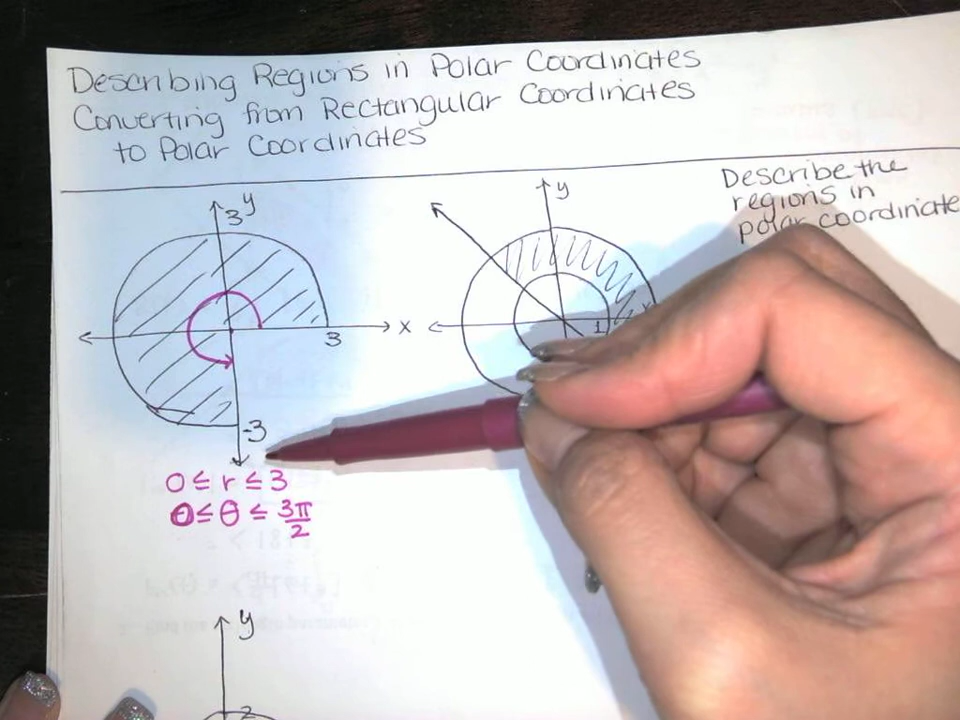 Describing Regions in Polar Coordinates
Converting from Rectangular Coordinates
to Polar Coordinates
Describe the
regions in
polar coordinate
y
3
x
3
-3
0 ≤ r ≤ 3
0 ≤ θ ≤ 3π/2
y
1
y
2